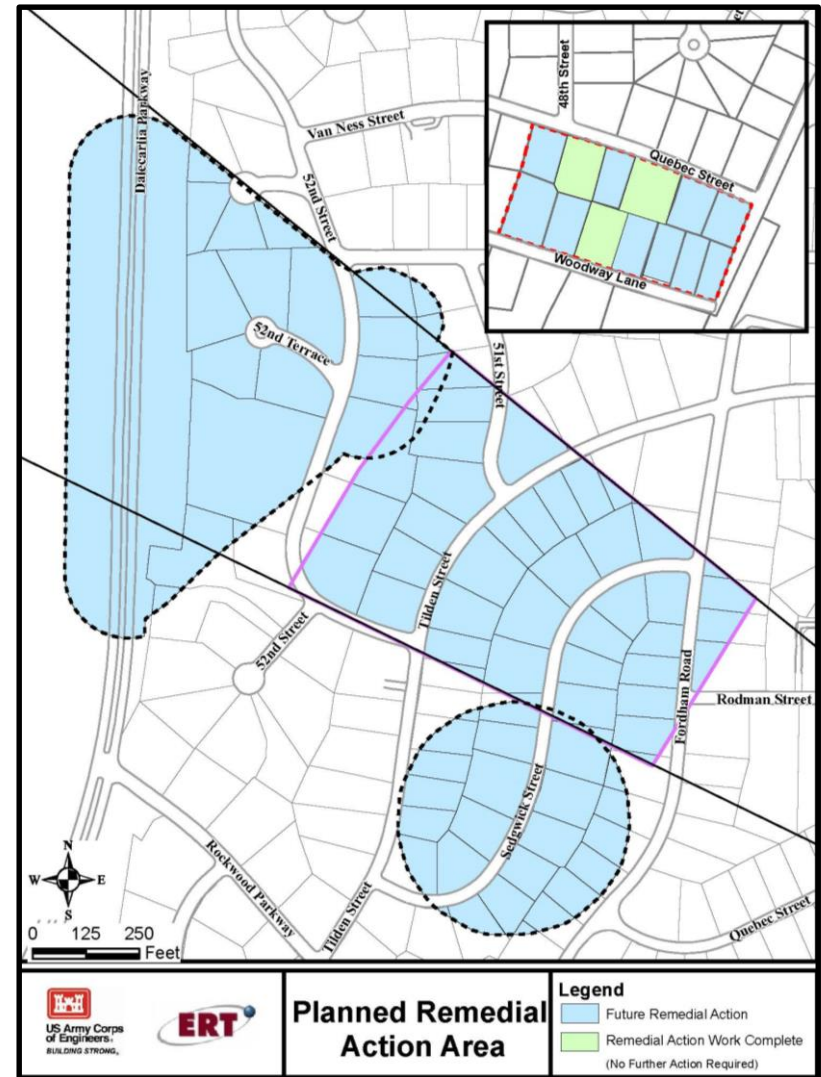 Dalecarlia Parkway
Van Ness Street
52nd Street
52nd Terrace
51st Street
48th Street
Quebec Street
Woodway Lane
Tilden Street
52nd Street
Fordham Road
Rodman Street
Sedgwick Street
Rockwood Parkway
Tilden Street
Quebec Street
N
W E
S
0 125 250
Feet
US Army Corps
of Engineers®
BUILDING STRONG®
ERT
Planned Remedial
Action Area
Legend
Future Remedial Action
Remedial Action Work Complete
(No Further Action Required)